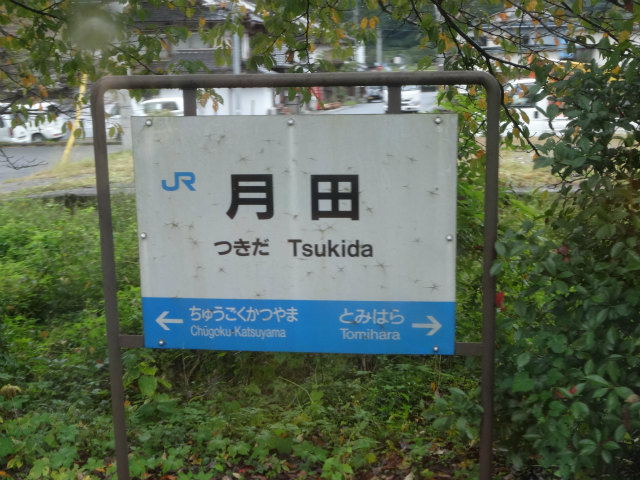 JR
月田
つきだ Tsukida
← ちゅうごくかつやま とみはら →
Chūgoku-Katsuyama Tomihara